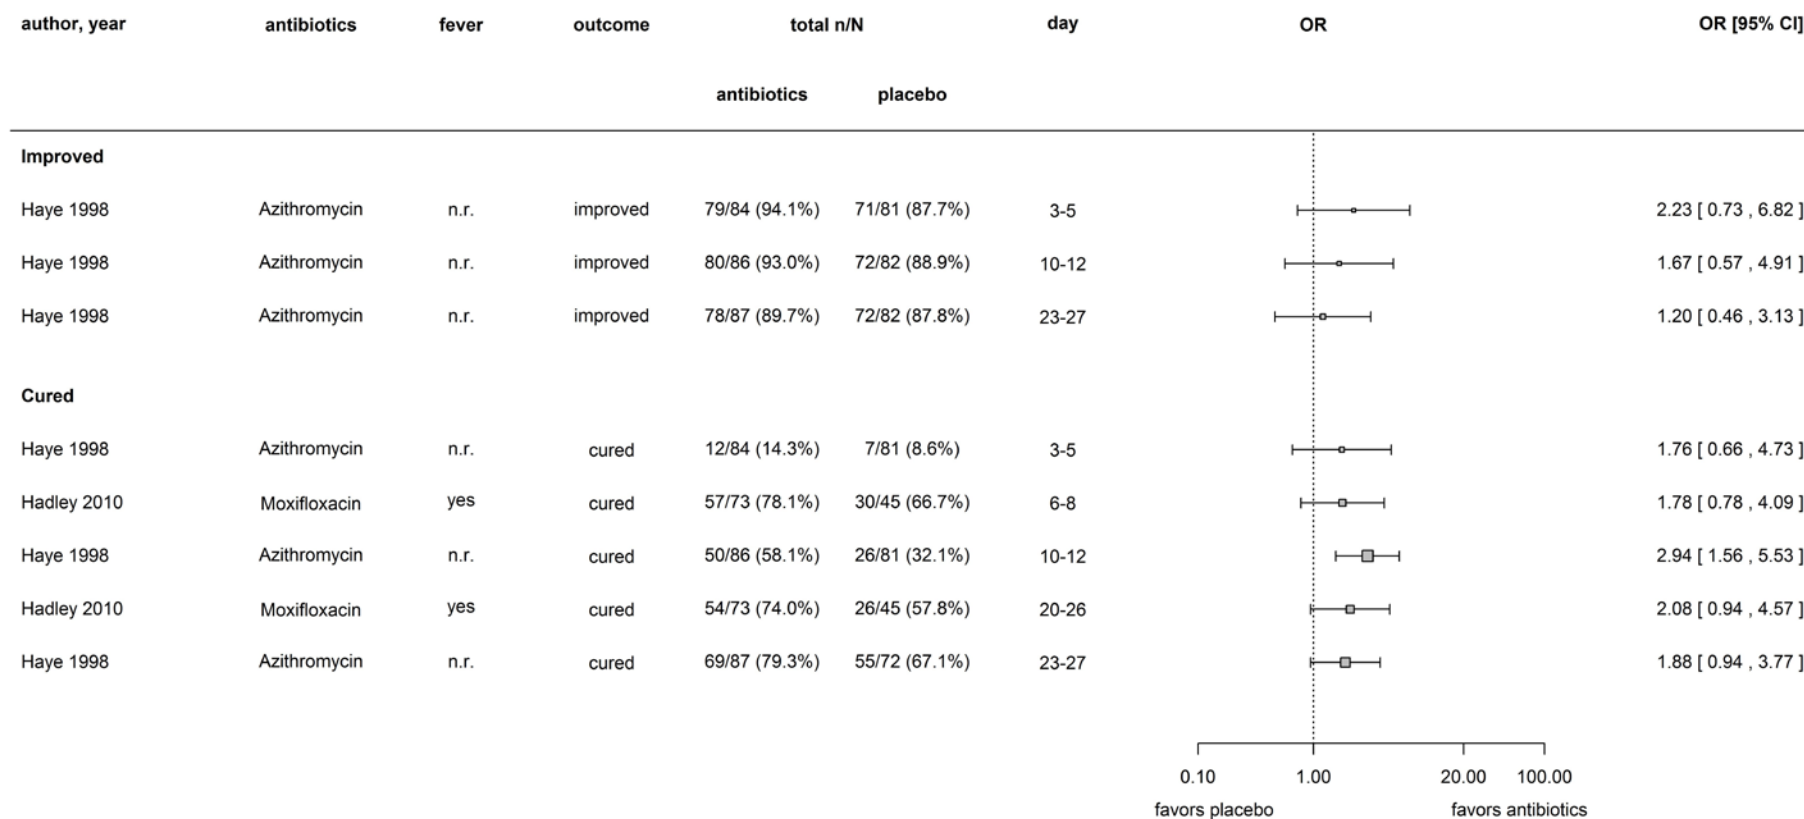 author, year antibiotics fever outcome total n/N day OR OR [95% CI]
antibiotics placebo
Improved
Haye 1998 Azithromycin n.r. improved 79/84 (94.1%) 71/81 (87.7%) 3-5 2.23 [ 0.73 , 6.82 ]
Haye 1998 Azithromycin n.r. improved 80/86 (93.0%) 72/82 (88.9%) 10-12 1.67 [ 0.57 , 4.91 ]
Haye 1998 Azithromycin n.r. improved 78/87 (89.7%) 72/82 (87.8%) 23-27 1.20 [ 0.46 , 3.13 ]
Cured
Haye 1998 Azithromycin n.r. cured 12/84 (14.3%) 7/81 (8.6%) 3-5 1.76 [ 0.66 , 4.73 ]
Hadley 2010 Moxifloxacin yes cured 57/73 (78.1%) 30/45 (66.7%) 6-8 1.78 [ 0.78 , 4.09 ]
Haye 1998 Azithromycin n.r. cured 50/86 (58.1%) 26/81 (32.1%) 10-12 2.94 [ 1.56 , 5.53 ]
Hadley 2010 Moxifloxacin yes cured 54/73 (74.0%) 26/45 (57.8%) 20-26 2.08 [ 0.94 , 4.57 ]
Haye 1998 Azithromycin n.r. cured 69/87 (79.3%) 55/72 (67.1%) 23-27 1.88 [ 0.94 , 3.77 ]
0.10 1.00 20.00 100.00
favors placebo favors antibiotics